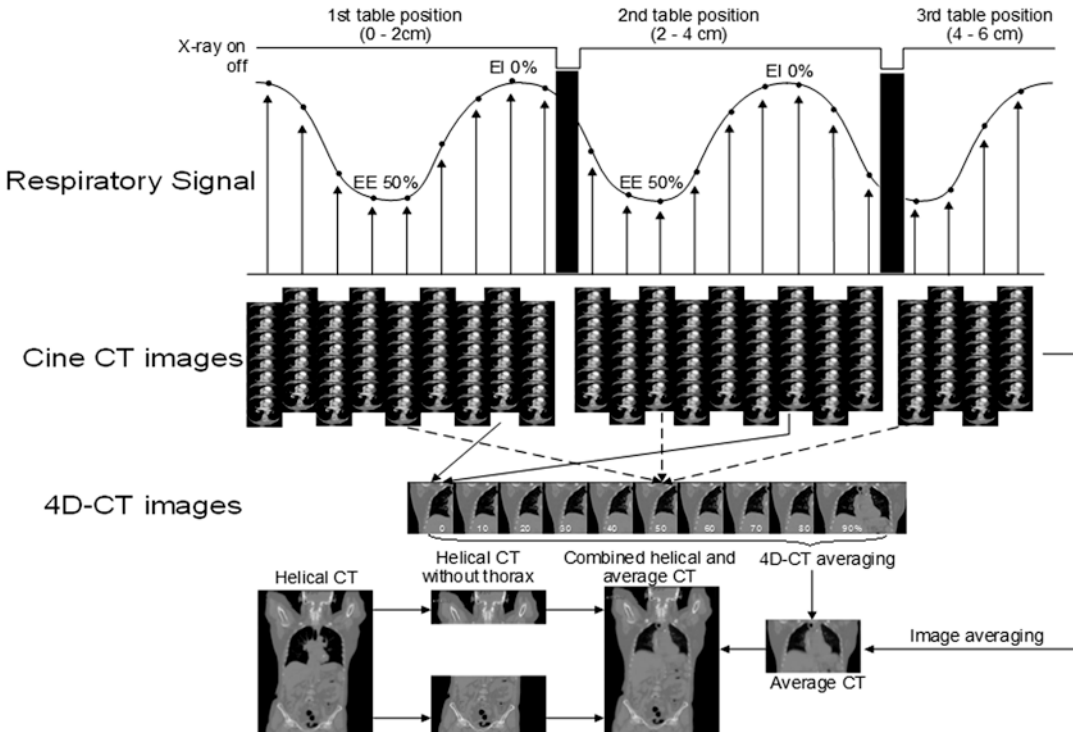 1st table position
(0 - 2cm)
2nd table position
(2 - 4 cm)
3rd table position
(4 - 6 cm)
X-ray on
off
EI 0%
EI 0%
Respiratory Signal
EE 50%
EE 50%
Cine CT images
4D-CT images
0 10 20 30 40 50 60 70 80 90%
Helical CT
Helical CT
without thorax
Combined helical and
average CT
4D-CT averaging
Image averaging
Average CT